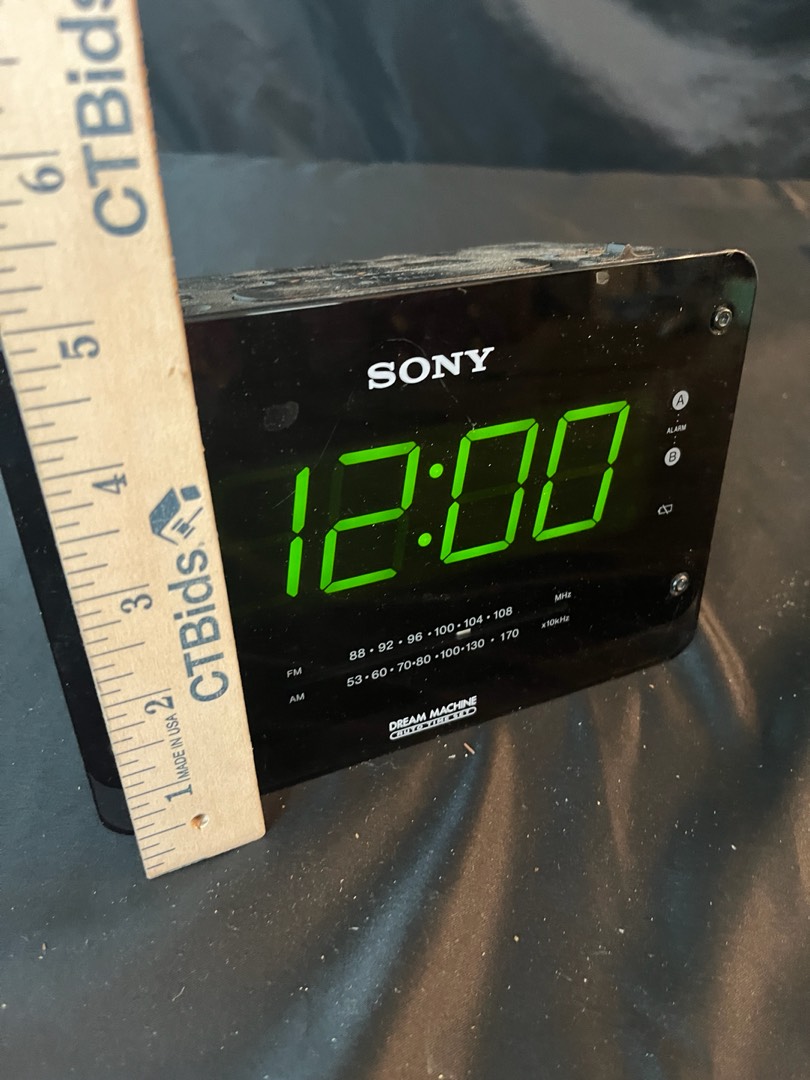 CTBids
6
5
4
3
CTBids
2
MADE IN USA
1
SONY
12:00
A
ALARM
B
MHz
88 • 92 • 96 • 100 • 104 • 108
FM
x10kHz
53 • 60 • 70 • 80 • 100 • 130 • 170
AM
DREAM MACHINE
AUTO TIME SET